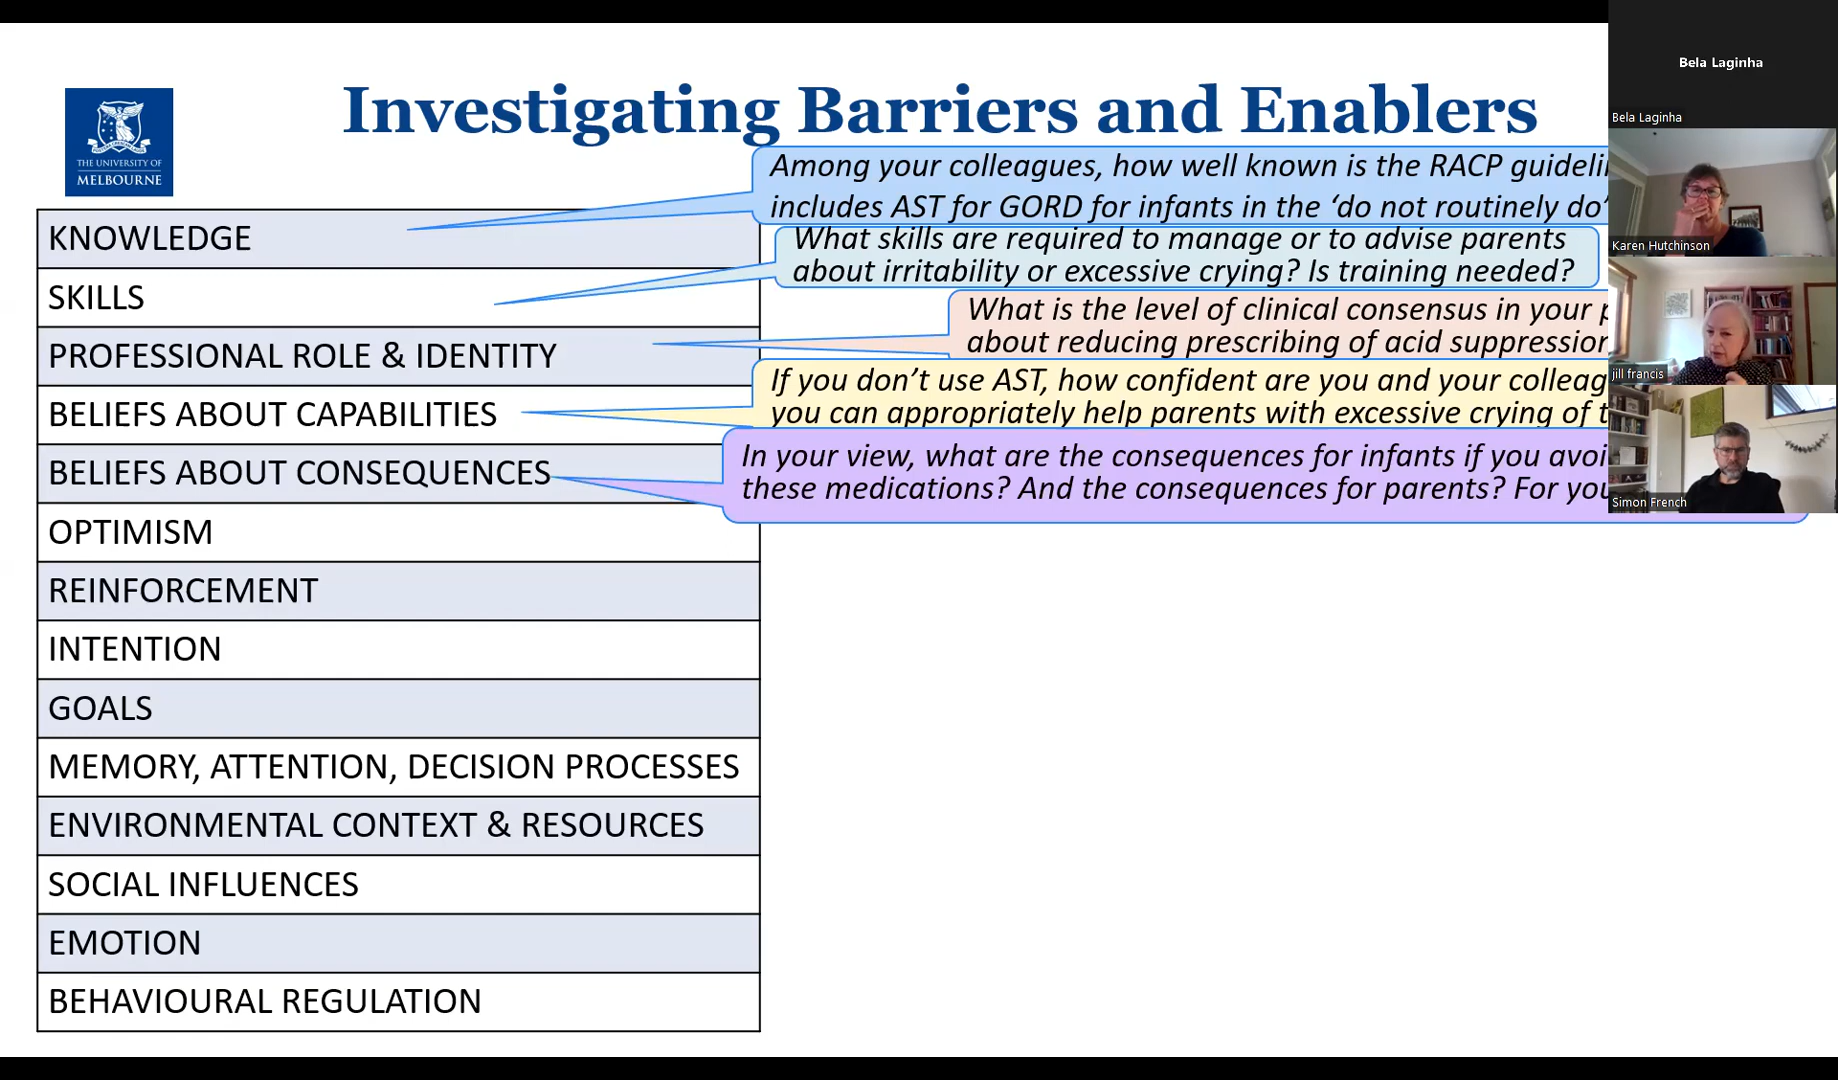 Investigating Barriers and Enablers
THE UNIVERSITY OF
MELBOURNE
Among your colleagues, how well known is the RACP
includes AST for GORD for infants in the ‘do not routinely do’
What skills are required to manage or to advise parents
about irritability or excessive crying? Is training needed?
What is the level of clinical consensus in your
about reducing prescribing of acid
If you don’t use AST, how confident are you and your
you can appropriately help parents with excessive crying of
In your view, what are the consequences for infants if you
these medications? And the consequences for parents? For
KNOWLEDGE
SKILLS
PROFESSIONAL ROLE & IDENTITY
BELIEFS ABOUT CAPABILITIES
BELIEFS ABOUT CONSEQUENCES
OPTIMISM
REINFORCEMENT
INTENTION
GOALS
MEMORY, ATTENTION, DECISION PROCESSES
ENVIRONMENTAL CONTEXT & RESOURCES
SOCIAL INFLUENCES
EMOTION
BEHAVIOURAL REGULATION
Bela Laginha
Bela Laginha
Karen Hutchinson
jill francis
Simon French